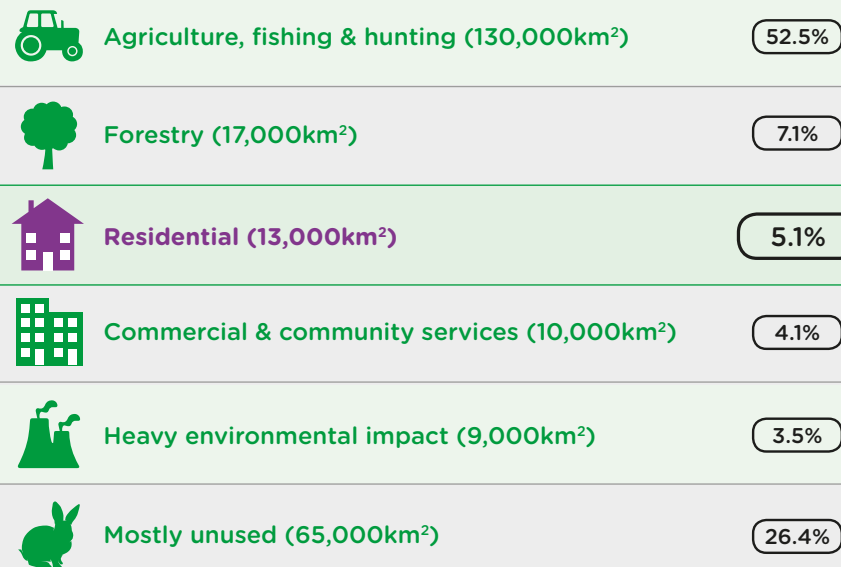 Agriculture, fishing & hunting (130,000km²) 52.5%
Forestry (17,000km²) 7.1%
Residential (13,000km²) 5.1%
Commercial & community services (10,000km²) 4.1%
Heavy environmental impact (9,000km²) 3.5%
Mostly unused (65,000km²) 26.4%